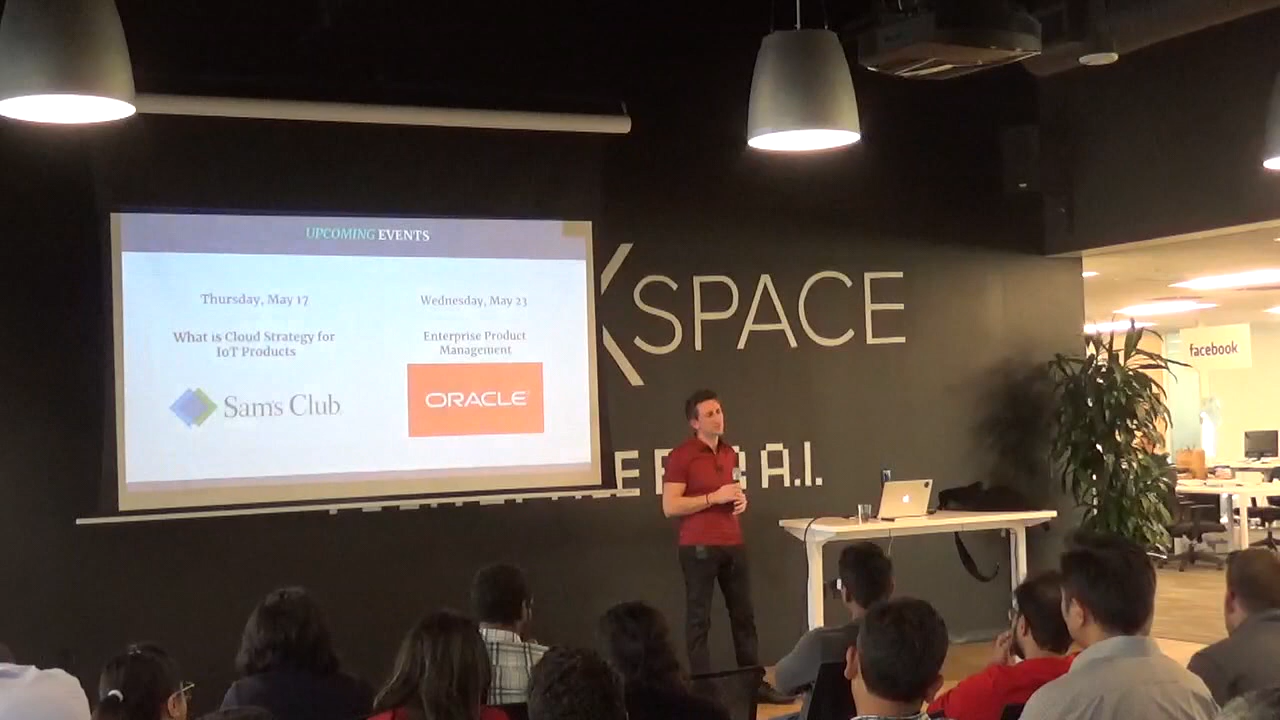 UPCOMING EVENTS
Thursday, May 17
What is Cloud Strategy for
IoT Products
Sam's Club
Wednesday, May 23
Enterprise Product
Management
ORACLE
SPACE
A.I.
facebook